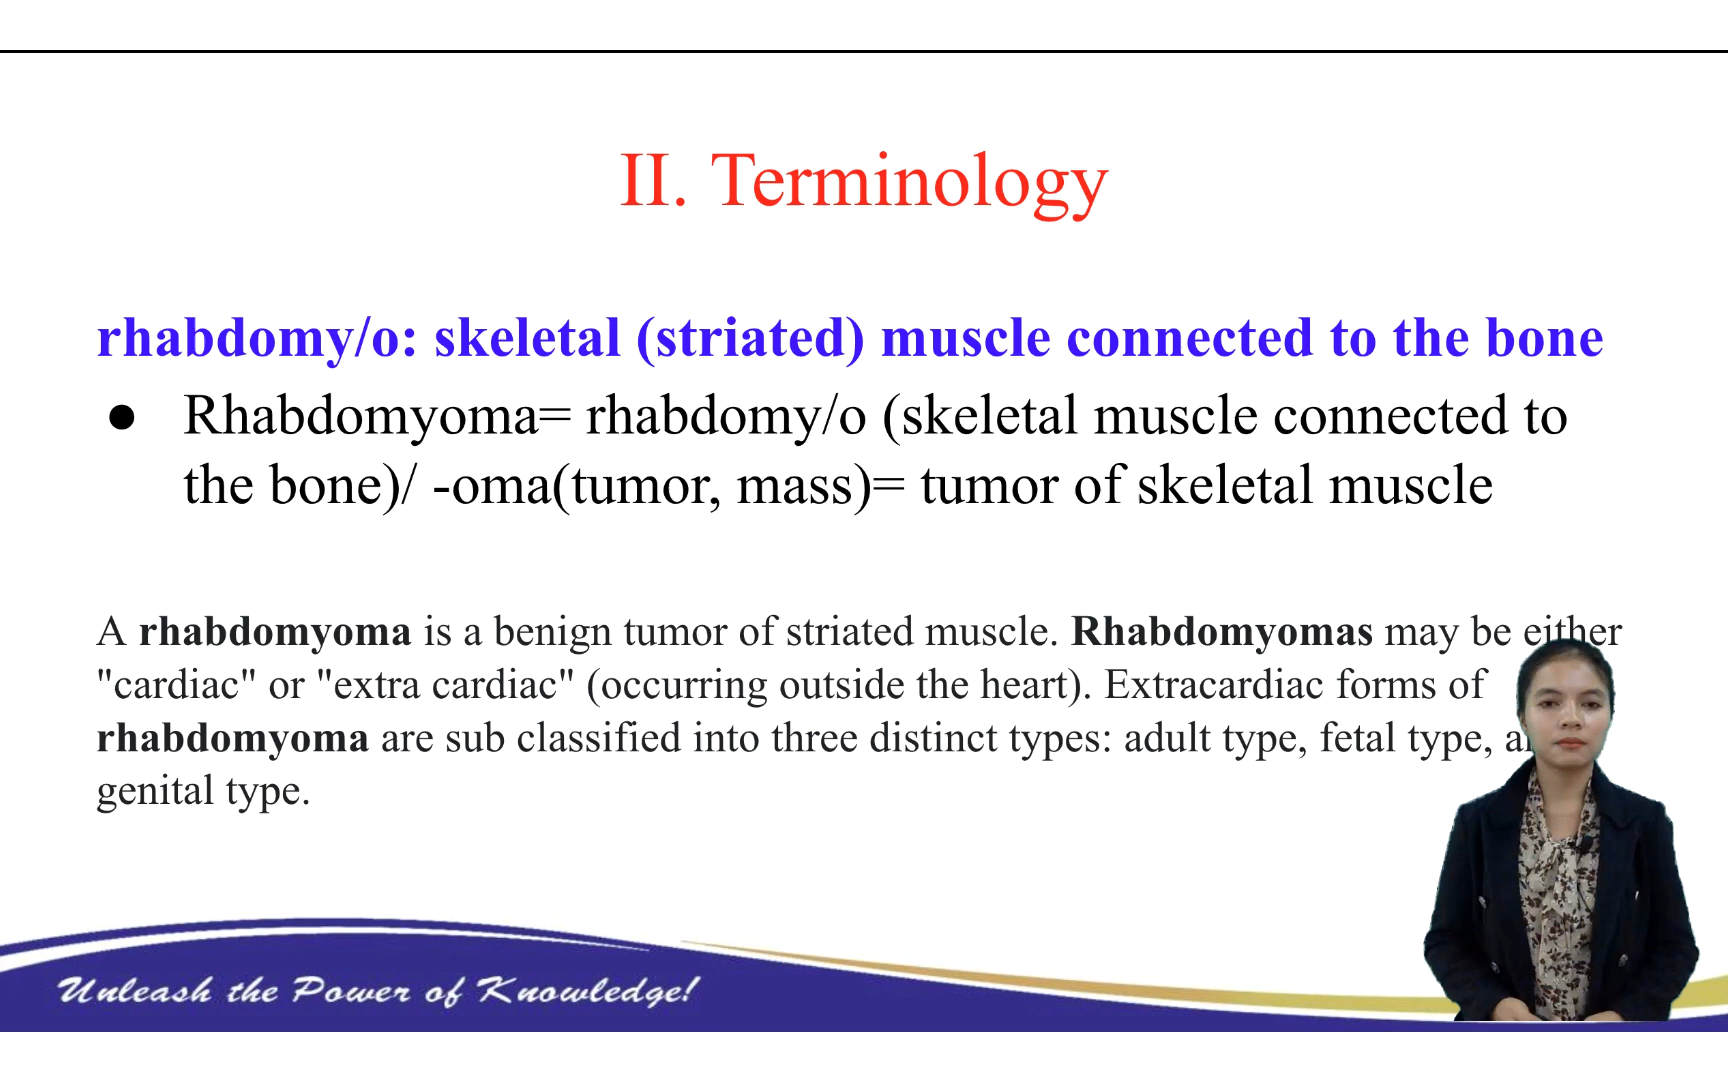 II. Terminology
rhabdomy/o: skeletal (striated) muscle connected to the bone
● Rhabdomyoma= rhabdomy/o (skeletal muscle connected to
the bone)/ -oma(tumor, mass)= tumor of skeletal muscle
A rhabdomyoma is a benign tumor of striated muscle. Rhabdomyomas may be either
"cardiac" or "extra cardiac" (occurring outside the heart). Extracardiac forms of
rhabdomyoma are sub classified into three distinct types: adult type, fetal type,
genital type.
Unleash the Power of Knowledge!